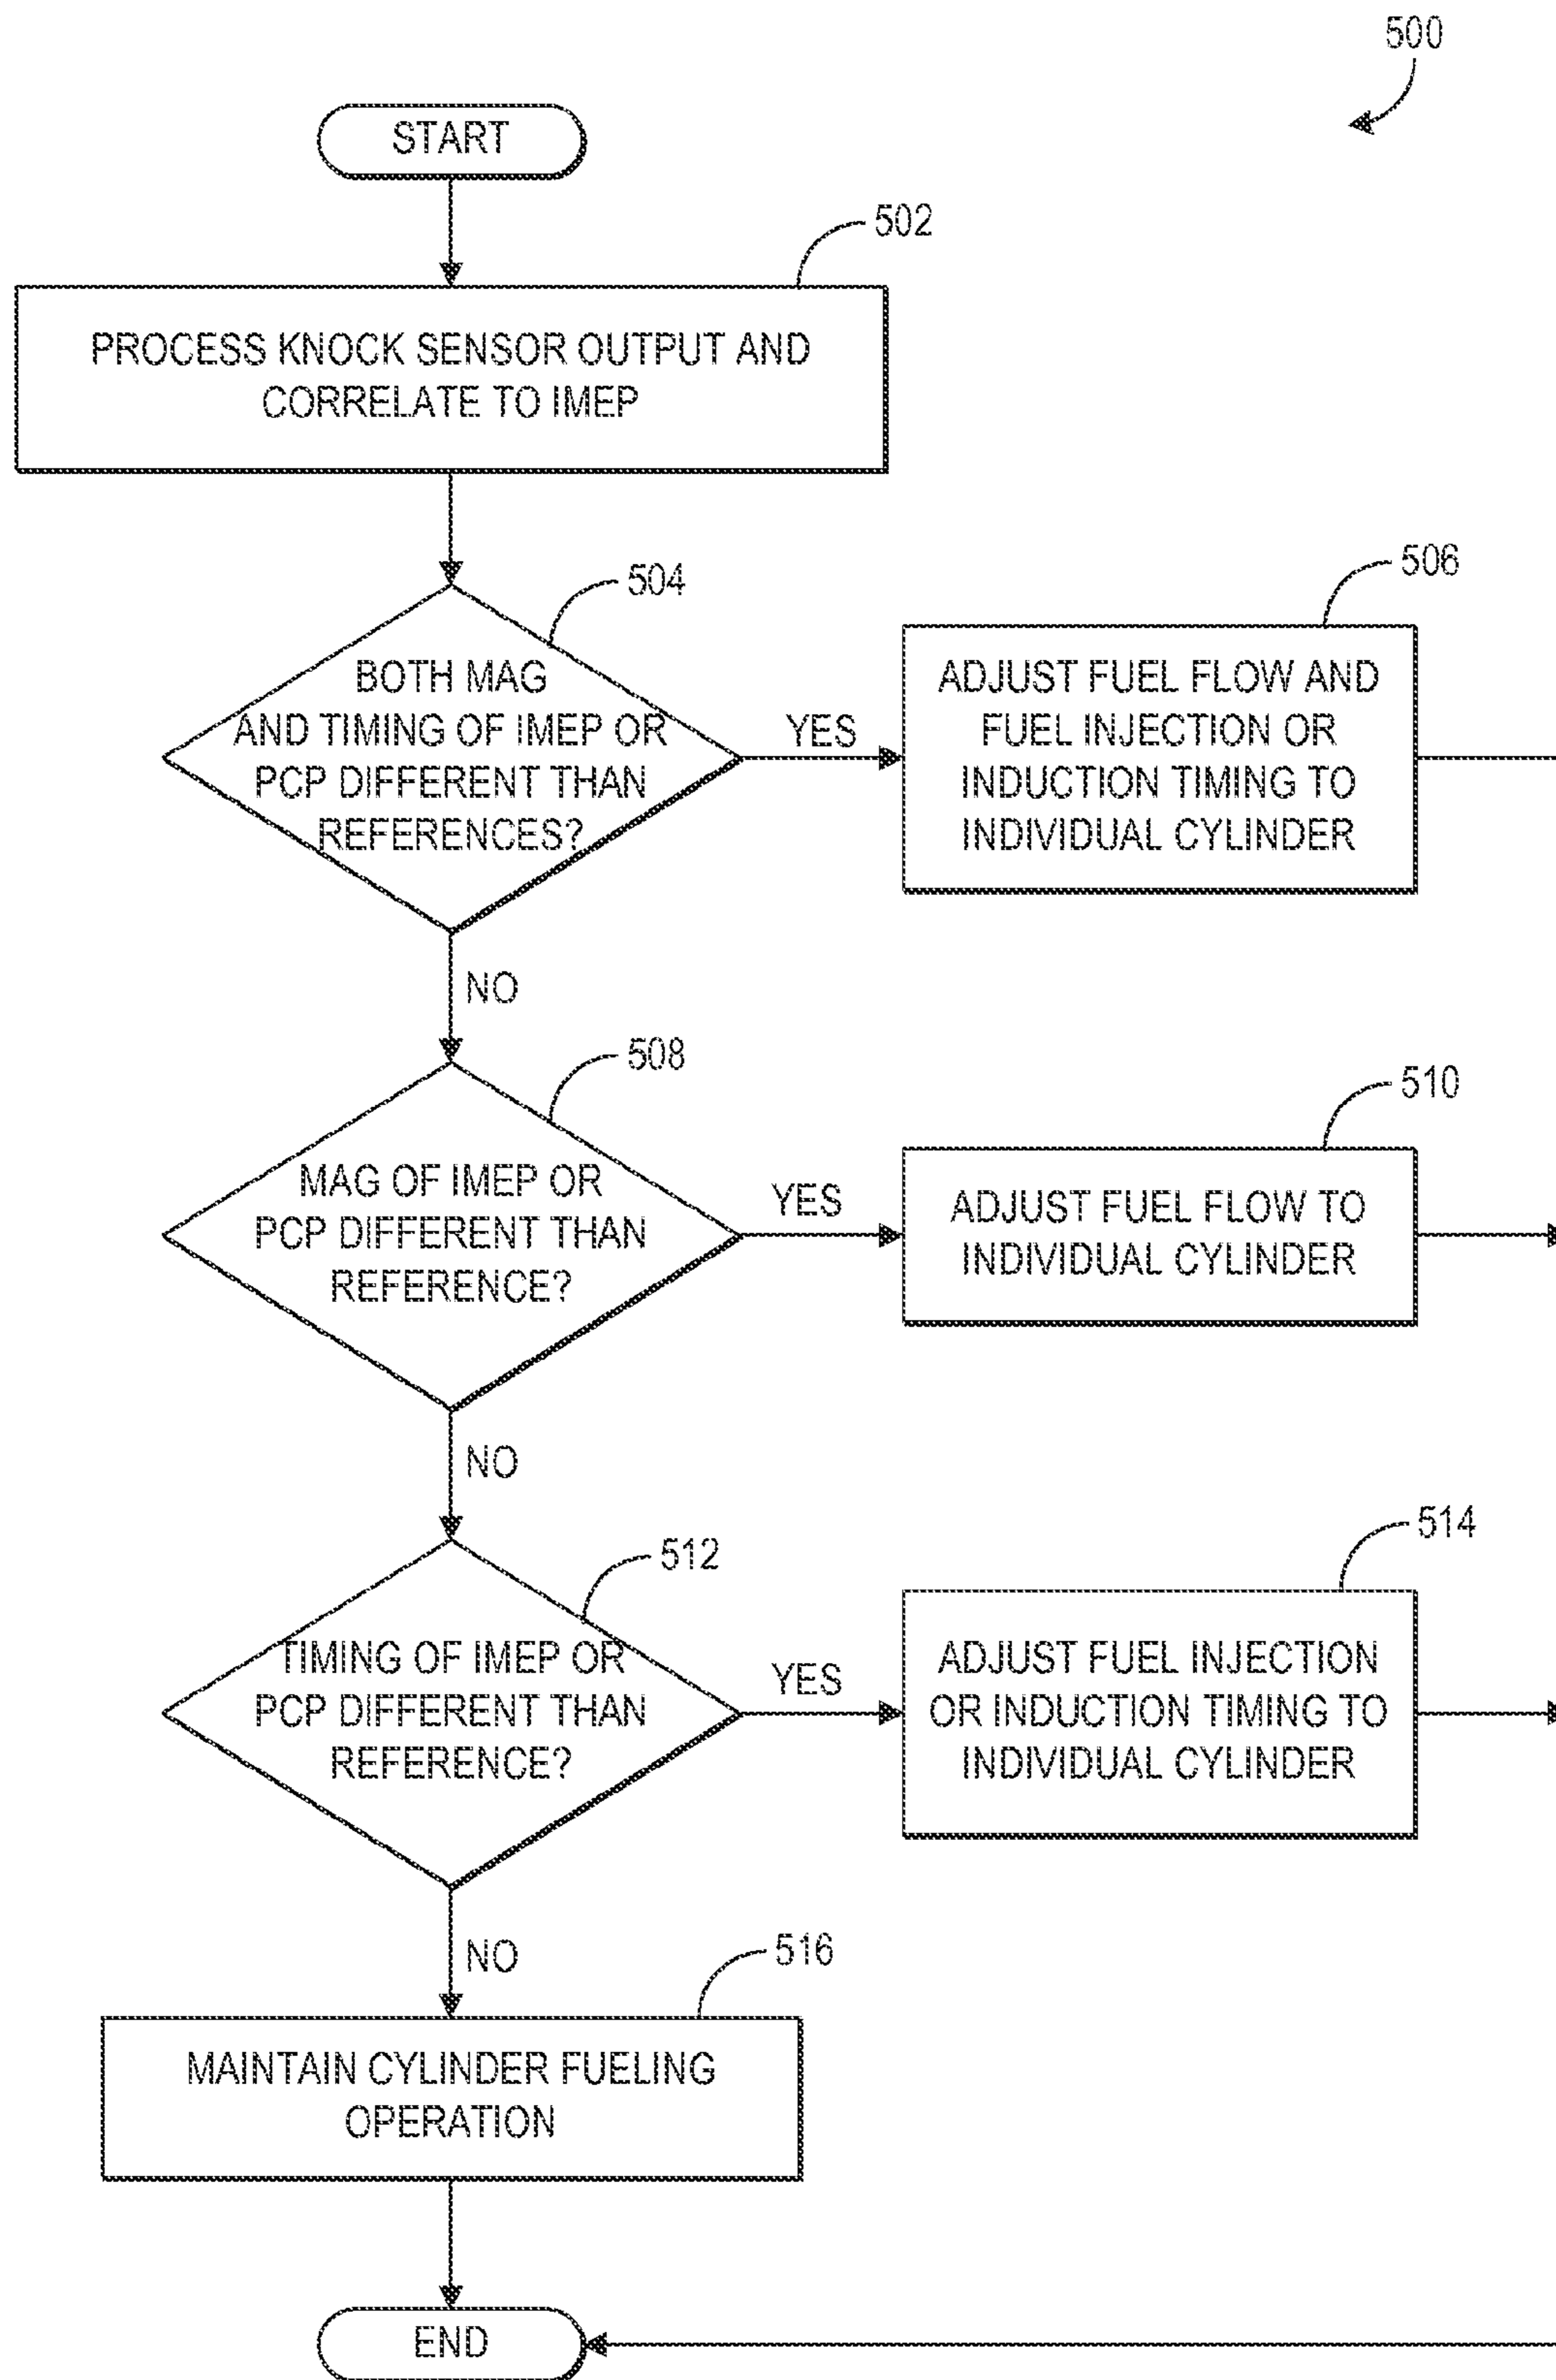 500
START
502
PROCESS KNOCK SENSOR OUTPUT AND
CORRELATE TO IMEP
504
BOTH MAG
AND TIMING OF IMEP OR
PCP DIFFERENT THAN
REFERENCES?
YES
506
ADJUST FUEL FLOW AND
FUEL INJECTION OR
INDUCTION TIMING TO
INDIVIDUAL CYLINDER
NO
508
MAG OF IMEP OR
PCP DIFFERENT THAN
REFERENCE?
YES
510
ADJUST FUEL FLOW TO
INDIVIDUAL CYLINDER
NO
512
TIMING OF IMEP OR
PCP DIFFERENT THAN
REFERENCE?
YES
514
ADJUST FUEL INJECTION
OR INDUCTION TIMING TO
INDIVIDUAL CYLINDER
NO
516
MAINTAIN CYLINDER FUELING
OPERATION
END